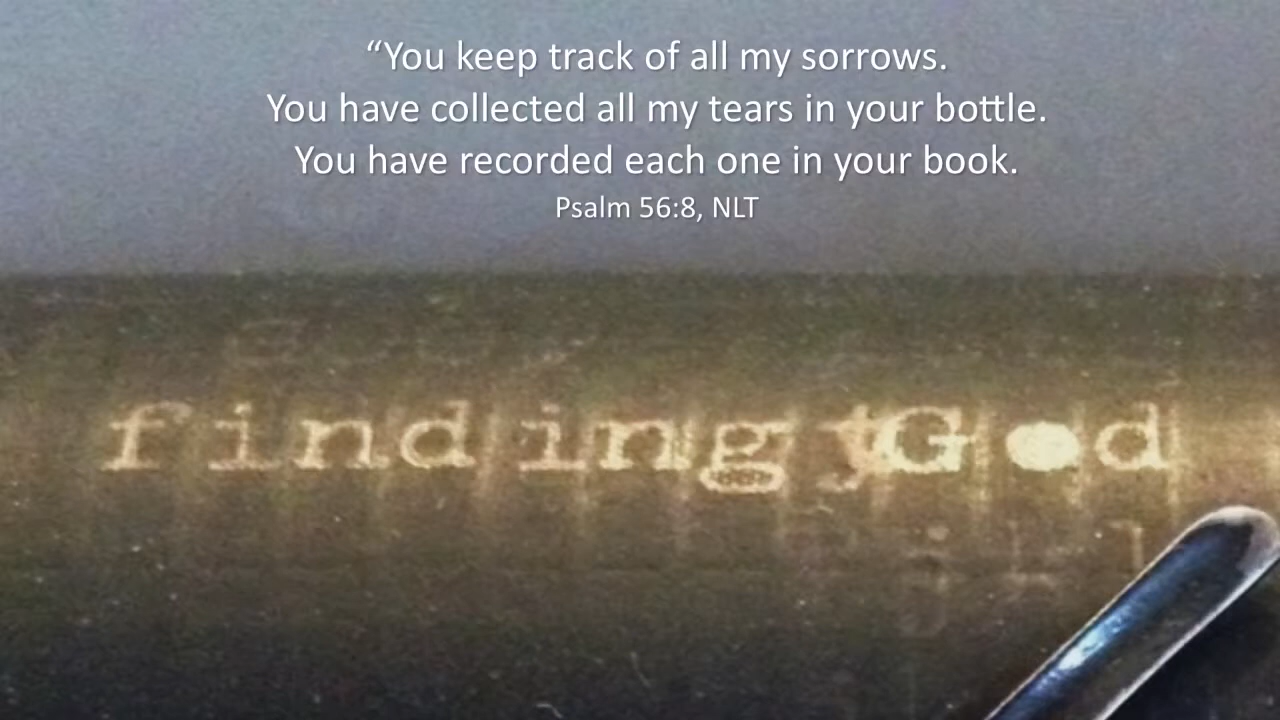 “You keep track of all my sorrows.
You have collected all my tears in your bottle.
You have recorded each one in your book.
Psalm 56:8, NLT
finding God